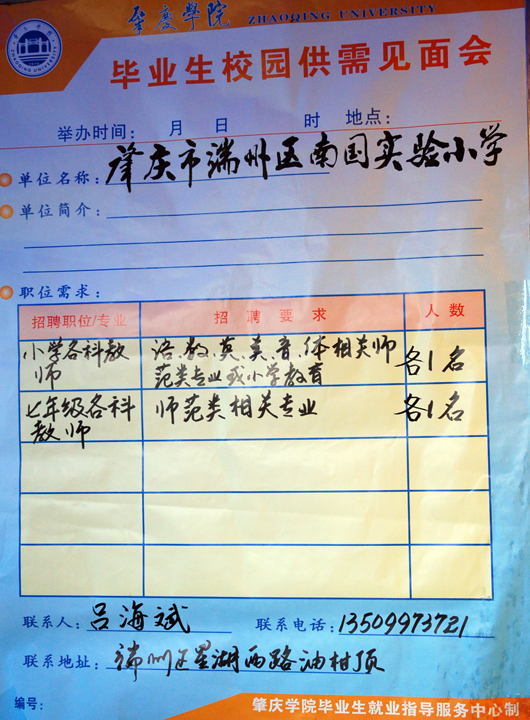 肇慶學院 ZHAOQING UNIVERSITY
毕业生校园供需见面会
举办时间： 月 日 时 地点：
单位名称：肇庆市端州区南国实验小学
单位简介：
职位需求：
招聘职位/专业 招聘要求 人数
小学各科教师 语、数、英、美、音、体相关师范类专业或小学教育 各1名
七年级各科教师 师范类相关专业 各1名
联系人：吕海斌 联系电话：13509973721
联系地址：端州区星湖西路油柑顶
编号： 肇庆学院毕业生就业指导服务中心制